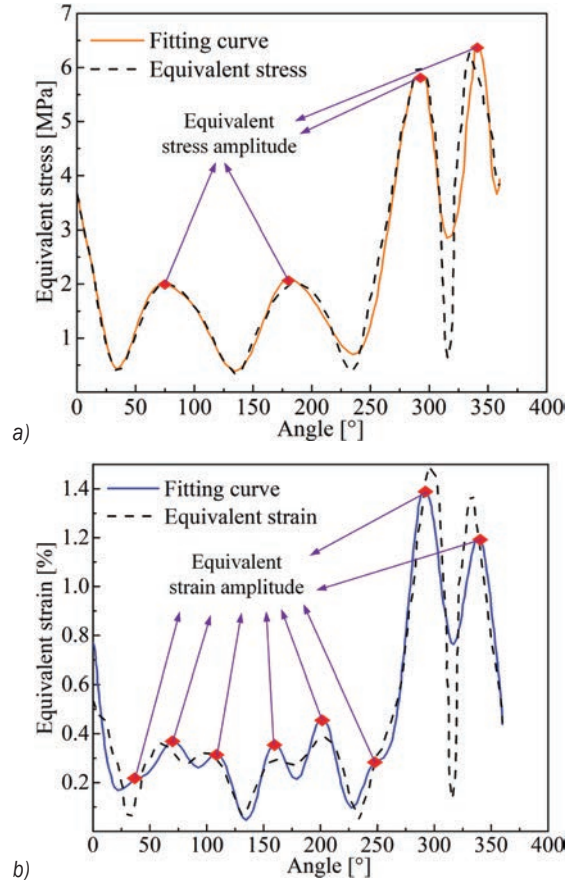 7
Fitting curve
Equivalent stress
6
5
Equivalent
stress amplitude
4
3
2
1
Equivalent stress [MPa]
0 50 100 150 200 250 300 350 400
Angle [°]
a)
1.4
Fitting curve
Equivalent strain
1.2
Equivalent
strain amplitude
1.0
0.8
0.6
0.4
0.2
Equivalent strain [%]
0 50 100 150 200 250 300 350 400
Angle [°]
b)